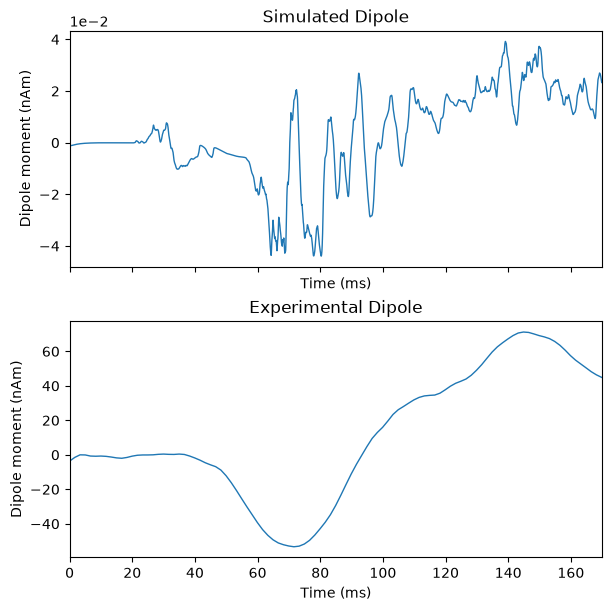 Simulated Dipole
1e−2
4
2
0
−2
−4
Dipole moment (nAm)
Time (ms)
Experimental Dipole
60
40
20
0
−20
−40
Dipole moment (nAm)
0 20 40 60 80 100 120 140 160
Time (ms)